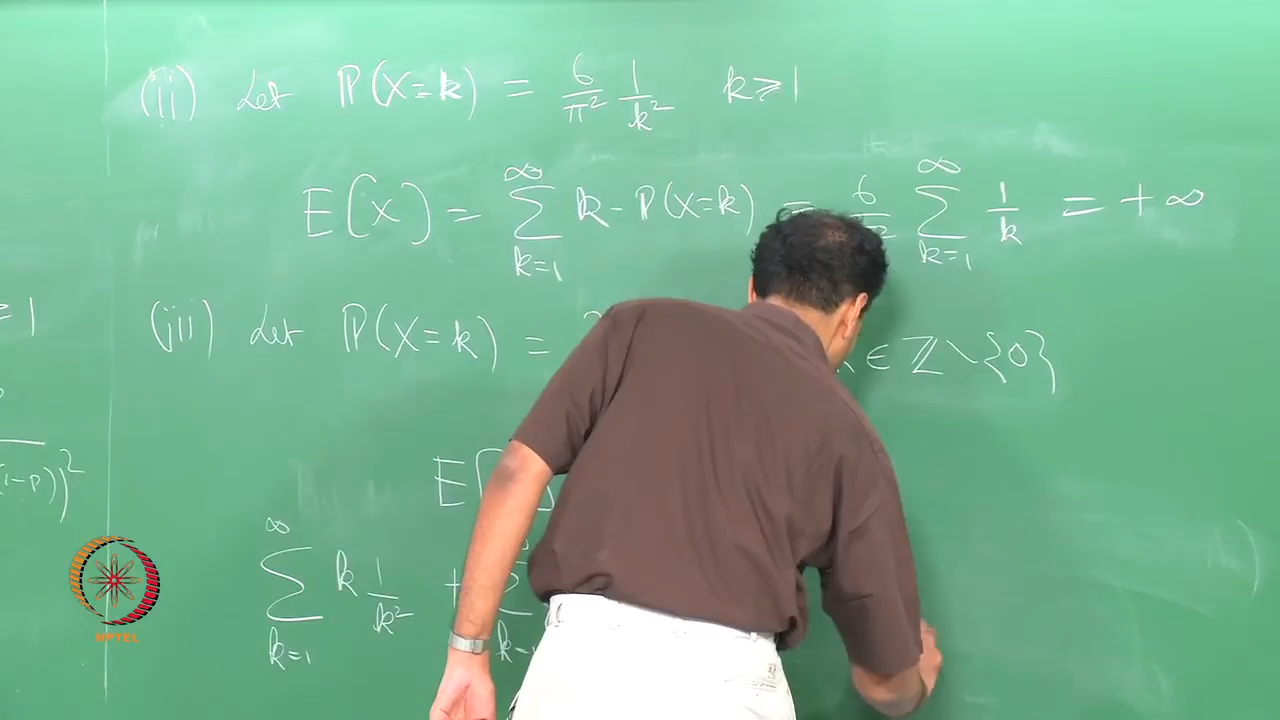 (ii) Let P(X=k) = 6/π² 1/k² k≥1
E[X] = ∞ Σ k=1 k - P(X=k) = 6 ∞ Σ k=1 1/k = +∞
= 1
(iii) Let P(X=k) = ∈ ℤ \ {0}
(1-P))²
E[
∞ Σ k=1 k 1/k² + Σ
NPTEL